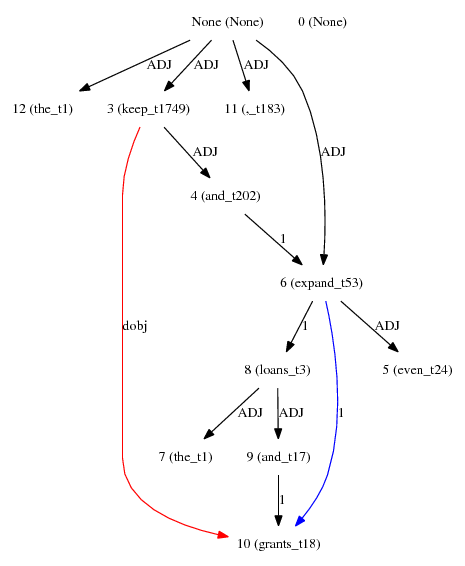 None (None) 0 (None)
ADJ ADJ ADJ
12 (the_t1) 3 (keep_t1749) 11 (,_t183)
ADJ ADJ
4 (and_t202)
1
6 (expand_t53)
dobj 1 ADJ
8 (loans_t3) 5 (even_t24)
ADJ ADJ 1
7 (the_t1) 9 (and_t17)
1
10 (grants_t18)